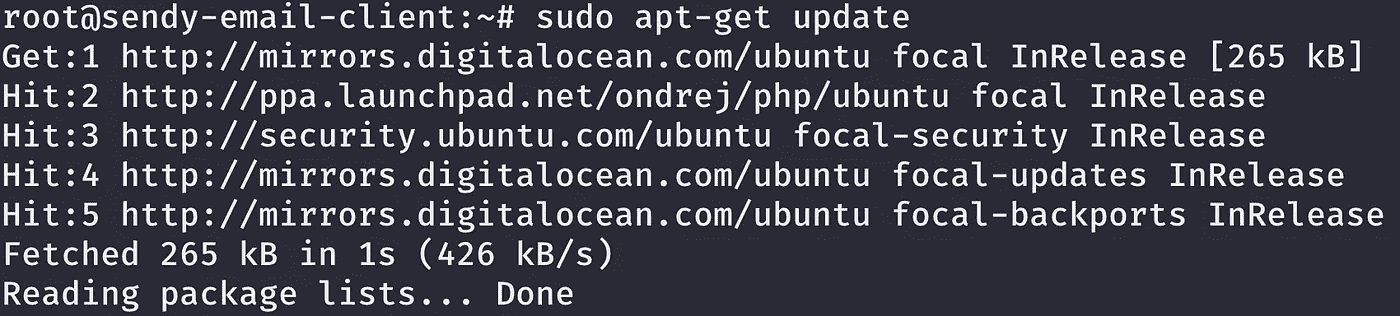 root@sendy-email-client:~# sudo apt-get update
Get:1 http://mirrors.digitalocean.com/ubuntu focal InRelease [265 kB]
Hit:2 http://ppa.launchpad.net/ondrej/php/ubuntu focal InRelease
Hit:3 http://security.ubuntu.com/ubuntu focal-security InRelease
Hit:4 http://mirrors.digitalocean.com/ubuntu focal-updates InRelease
Hit:5 http://mirrors.digitalocean.com/ubuntu focal-backports InRelease
Fetched 265 kB in 1s (426 kB/s)
Reading package lists... Done